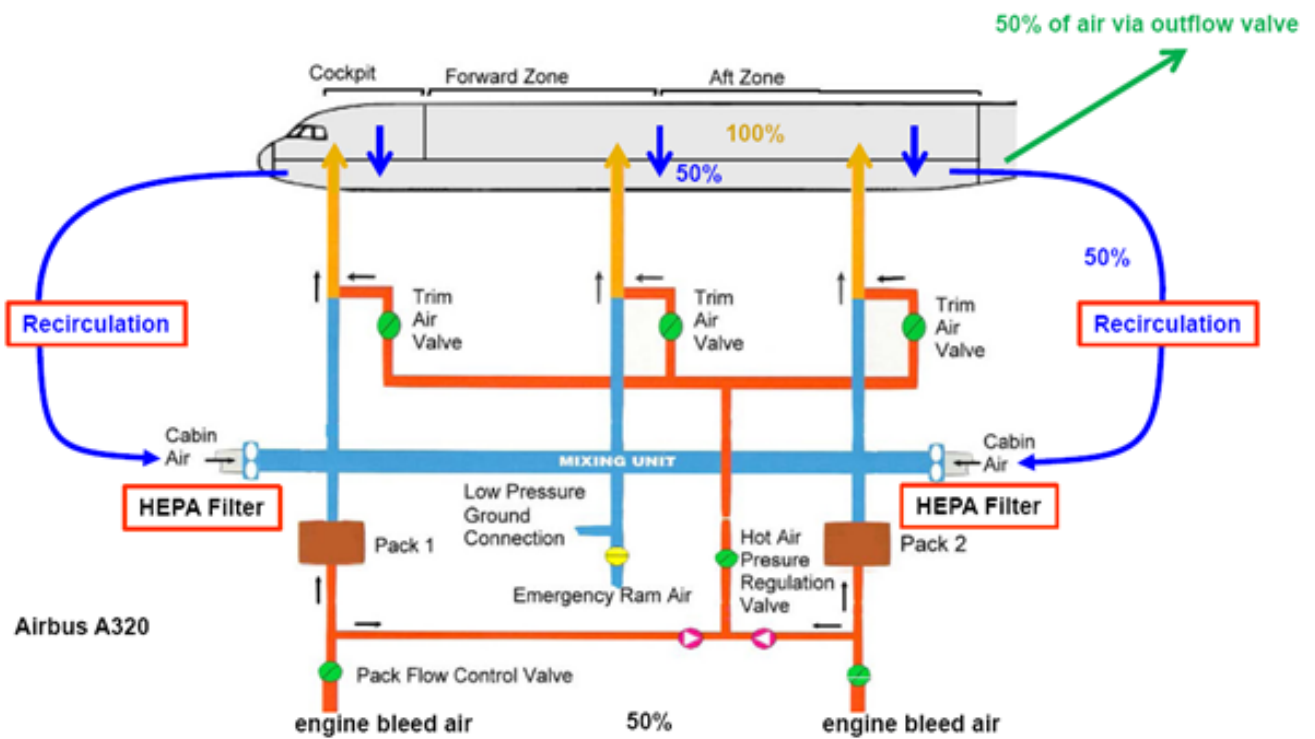 50% of air via outflow valve
Cockpit
Forward Zone
Aft Zone
100%
50%
50%
Recirculation
Recirculation
Trim
Air
Valve
Trim
Air
Valve
Trim
Air
Valve
Cabin
Air
MIXING UNIT
Cabin
Air
HEPA Filter
HEPA Filter
Low Pressure
Ground
Connection
Pack 1
Hot Air
Presure
Regulation
Valve
Pack 2
Emergency Ram Air
Airbus A320
Pack Flow Control Valve
engine bleed air
50%
engine bleed air